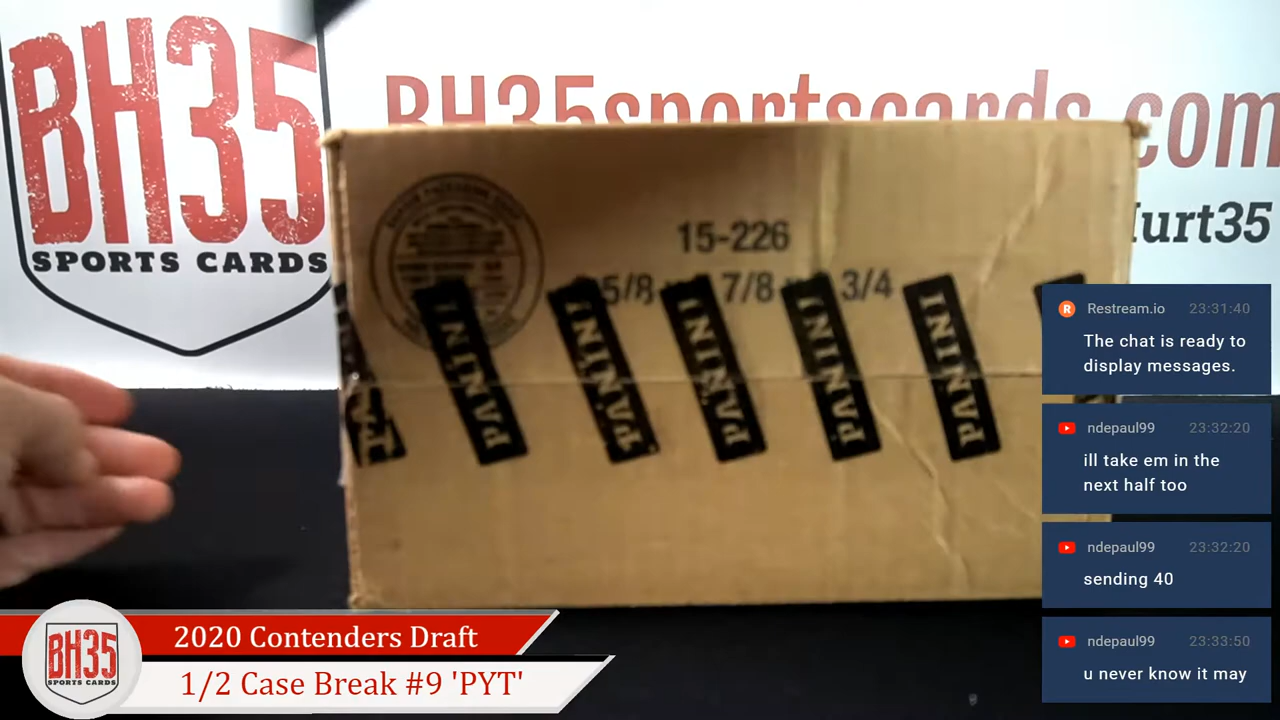 BH35
SPORTS CARDS
BH35sportscards.com
urt35
15-226
5/8 7/8 3/4
PANINI
PANINI
PANINI
PANINI
PANINI
Restream.io 23:31:40
The chat is ready to
display messages.
ndepaul99 23:32:20
ill take em in the
next half too
ndepaul99 23:32:20
sending 40
ndepaul99 23:33:50
u never know it may
BH35
SPORTS CARDS
2020 Contenders Draft
1/2 Case Break #9 'PYT'